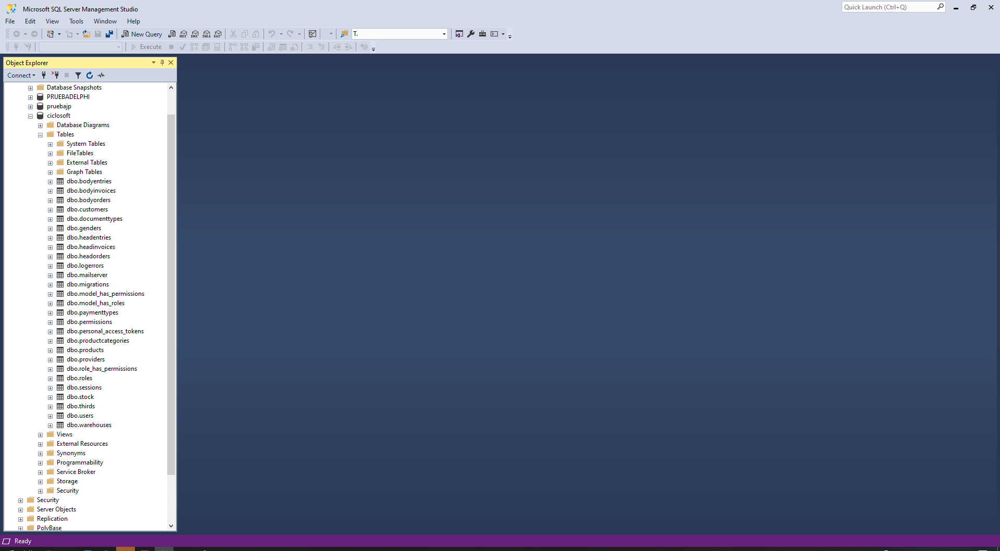 Microsoft SQL Server Management Studio
Quick Launch (Ctrl+Q)
File Edit View Tools Window Help
New Query MDX DMX XMLA DAX T.
Execute
Object Explorer
Connect
Database Snapshots
PRUEBADELPHI
pruebajp
ciclosoft
Database Diagrams
Tables
System Tables
FileTables
External Tables
Graph Tables
dbo.bodyentries
dbo.bodyinvoices
dbo.bodyorders
dbo.customers
dbo.documenttypes
dbo.genders
dbo.headentries
dbo.headinvoices
dbo.headorders
dbo.logerrors
dbo.mailserver
dbo.migrations
dbo.model_has_permissions
dbo.model_has_roles
dbo.paymenttypes
dbo.permissions
dbo.personal_access_tokens
dbo.productcategories
dbo.products
dbo.providers
dbo.role_has_permissions
dbo.roles
dbo.sessions
dbo.stock
dbo.thirds
dbo.users
dbo.warehouses
Views
External Resources
Synonyms
Programmability
Service Broker
Storage
Security
Security
Server Objects
Replication
PolyBase
Ready